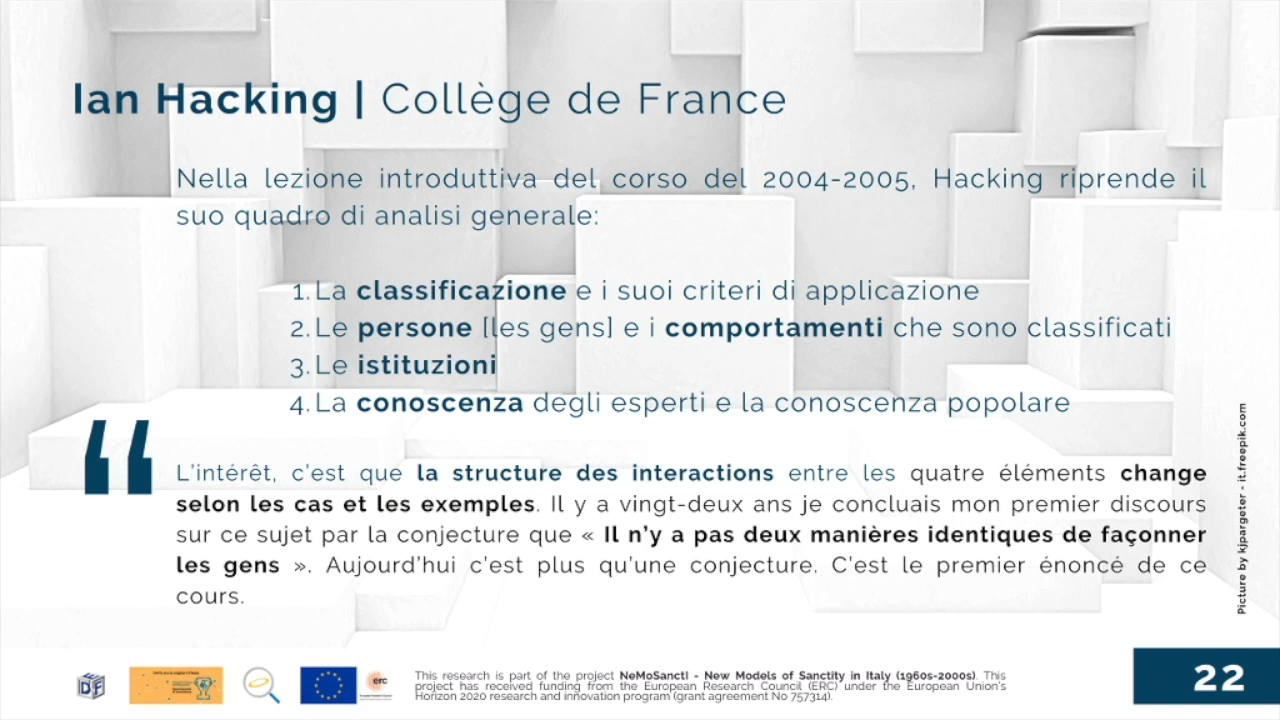 Ian Hacking | Collège de France
Nella lezione introduttiva del corso del 2004-2005, Hacking riprende il
suo quadro di analisi generale:
1. La classificazione e i suoi criteri di applicazione
2. Le persone [les gens] e i comportamenti che sono classificati
3. Le istituzioni
4. La conoscenza degli esperti e la conoscenza popolare
“
L'intérêt, c'est que la structure des interactions entre les quatre éléments change
selon les cas et les exemples. Il y a vingt-deux ans je concluais mon premier discours
sur ce sujet par la conjecture que « Il n'y a pas deux manières identiques de façonner
les gens ». Aujourd'hui c'est plus qu'une conjecture. C'est le premier énoncé de ce
cours.
Picture by kjpargeter - it.freepik.com
erc
This research is part of the project NeMoSanctI - New Models of Sanctity in Italy (1960s-2000s). This
project has received funding from the European Research Council (ERC) under the European Union's
Horizon 2020 research and innovation program (grant agreement No 757314).
22